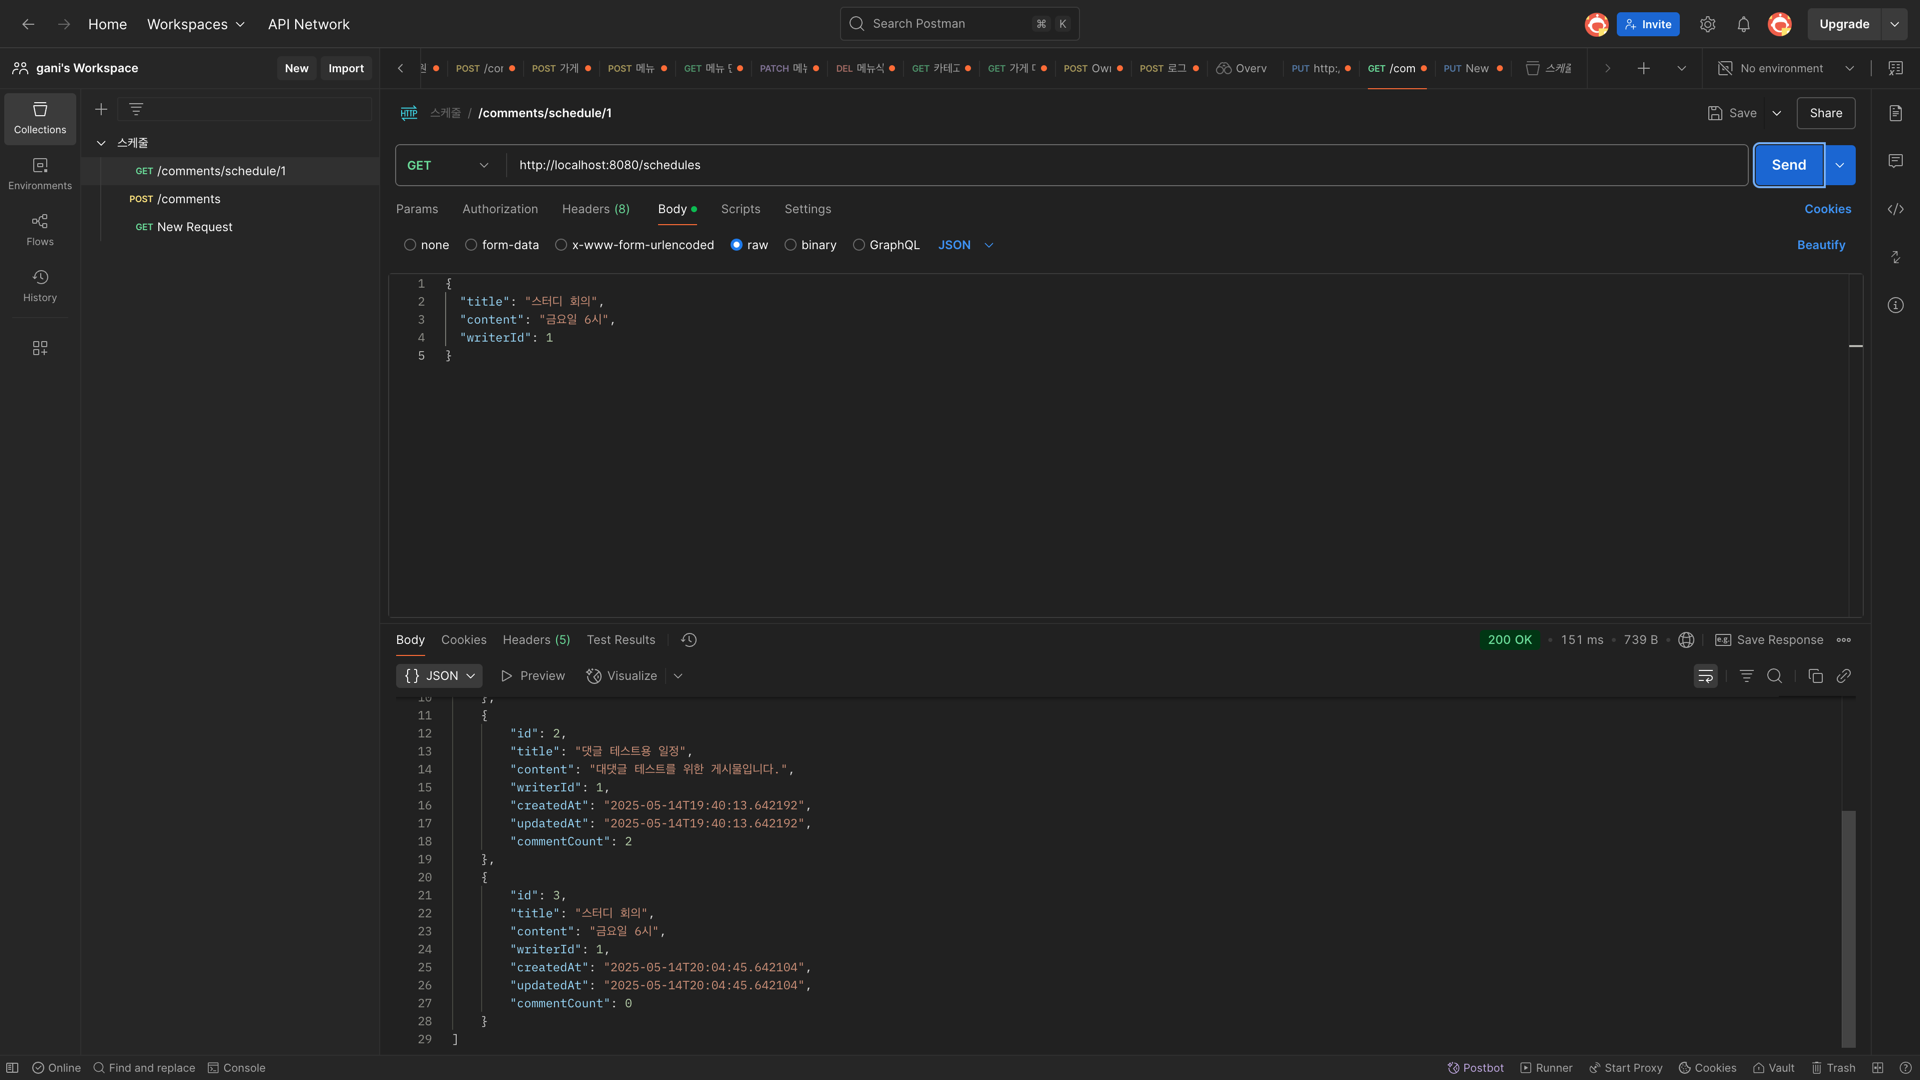 Home Workspaces API Network Search Postman ⌘ K Invite Upgrade
gani's Workspace New Import
POST /cor POST 가게 POST 메뉴 GET 메뉴 PATCH DEL 메뉴 GET 카테고 GET 가게 POST Own POST 로그 Overv PUT http:, GET /com PUT New 스케줄 No environment
Collections
Environments
Flows
History
스케줄
GET /comments/schedule/1
POST /comments
GET New Request
HTTP 스케줄 / /comments/schedule/1 Save Share
GET http://localhost:8080/schedules Send
Params Authorization Headers (8) Body Scripts Settings Cookies
none form-data x-www-form-urlencoded raw binary GraphQL JSON Beautify
1 {
2 "title": "스터디 회의",
3 "content": "금요일 6시",
4 "writerId": 1
5 }
Body Cookies Headers (5) Test Results 200 OK 151 ms 739 B e.g. Save Response
{} JSON Preview Visualize
10 },
11 {
12 "id": 2,
13 "title": "댓글 테스트용 일정",
14 "content": "대댓글 테스트를 위한 게시물입니다.",
15 "writerId": 1,
16 "createdAt": "2025-05-14T19:40:13.642192",
17 "updatedAt": "2025-05-14T19:40:13.642192",
18 "commentCount": 2
19 },
20 {
21 "id": 3,
22 "title": "스터디 회의",
23 "content": "금요일 6시",
24 "writerId": 1,
25 "createdAt": "2025-05-14T20:04:45.642104",
26 "updatedAt": "2025-05-14T20:04:45.642104",
27 "commentCount": 0
28 }
29 ]
Online Find and replace Console Postbot Runner Start Proxy Cookies Vault Trash